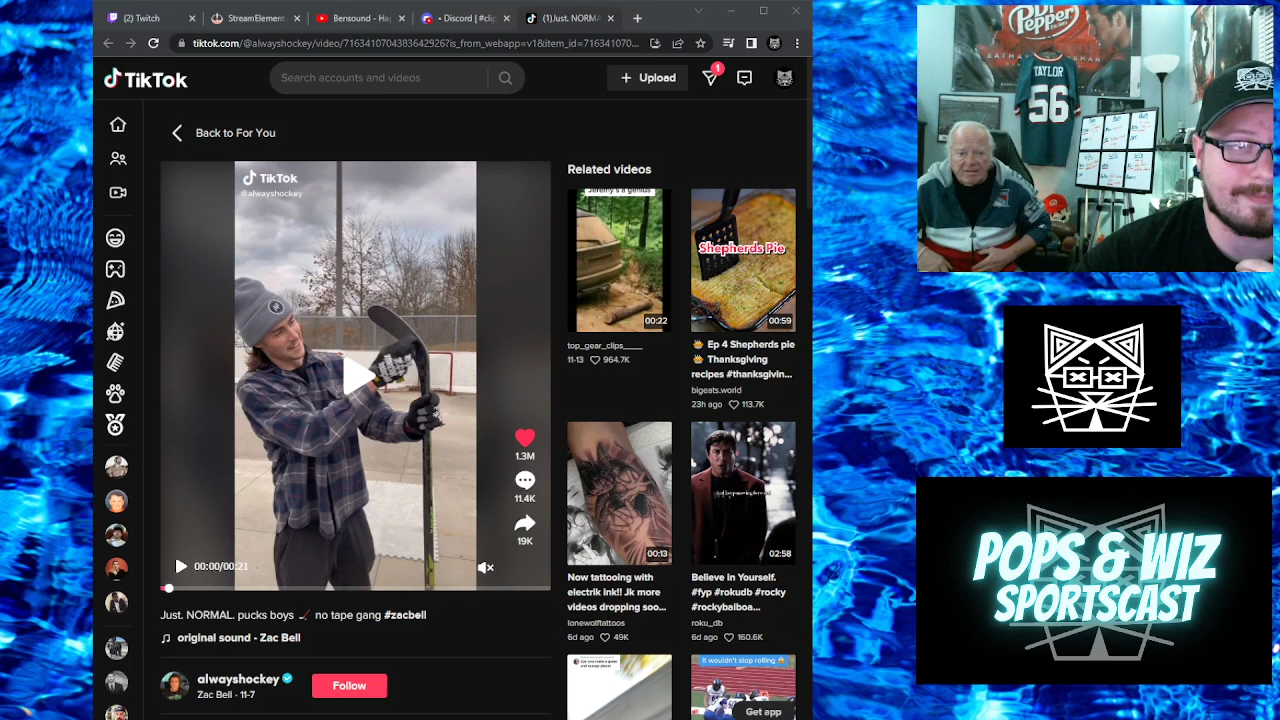 (2) Twitch
StreamElement
Bensound - Ha
• Discord | #clip
(1)Just. NORMA
tiktok.com/@alwayshockey/video/7163410704383642926?is_from_webapp=v1&item_id=716341070...
TikTok
Search accounts and videos
Upload
1
Back to For You
TikTok
@alwayshockey
1.3M
11.4K
19K
00:00/00:21
Just. NORMAL. pucks boys 🏒 no tape gang #zacbell
original sound - Zac Bell
alwayshockey
Zac Bell · 11-7
Follow
Related videos
Jeremy's a genius
00:22
top_gear_clips____
11-13 964.7K
Shepherds Pie
00:59
Ep 4 Shepherds pie
Thanksgiving
recipes #thanksgivin...
bigeats.world
23h ago 113.7K
00:13
Now tattooing with
electrik ink!! Jk more
videos dropping soo...
lonewolftattoos
6d ago 49K
02:58
Believe in Yourself.
#fyp #rokudb #rocky
#rockybalboa...
roku_db
6d ago 160.6K
It wouldn't stop rolling
Get app
Dr Pepper
BATMAN
SUPERMAN
TAYLOR
56
POPS & WIZ
SPORTSCAST